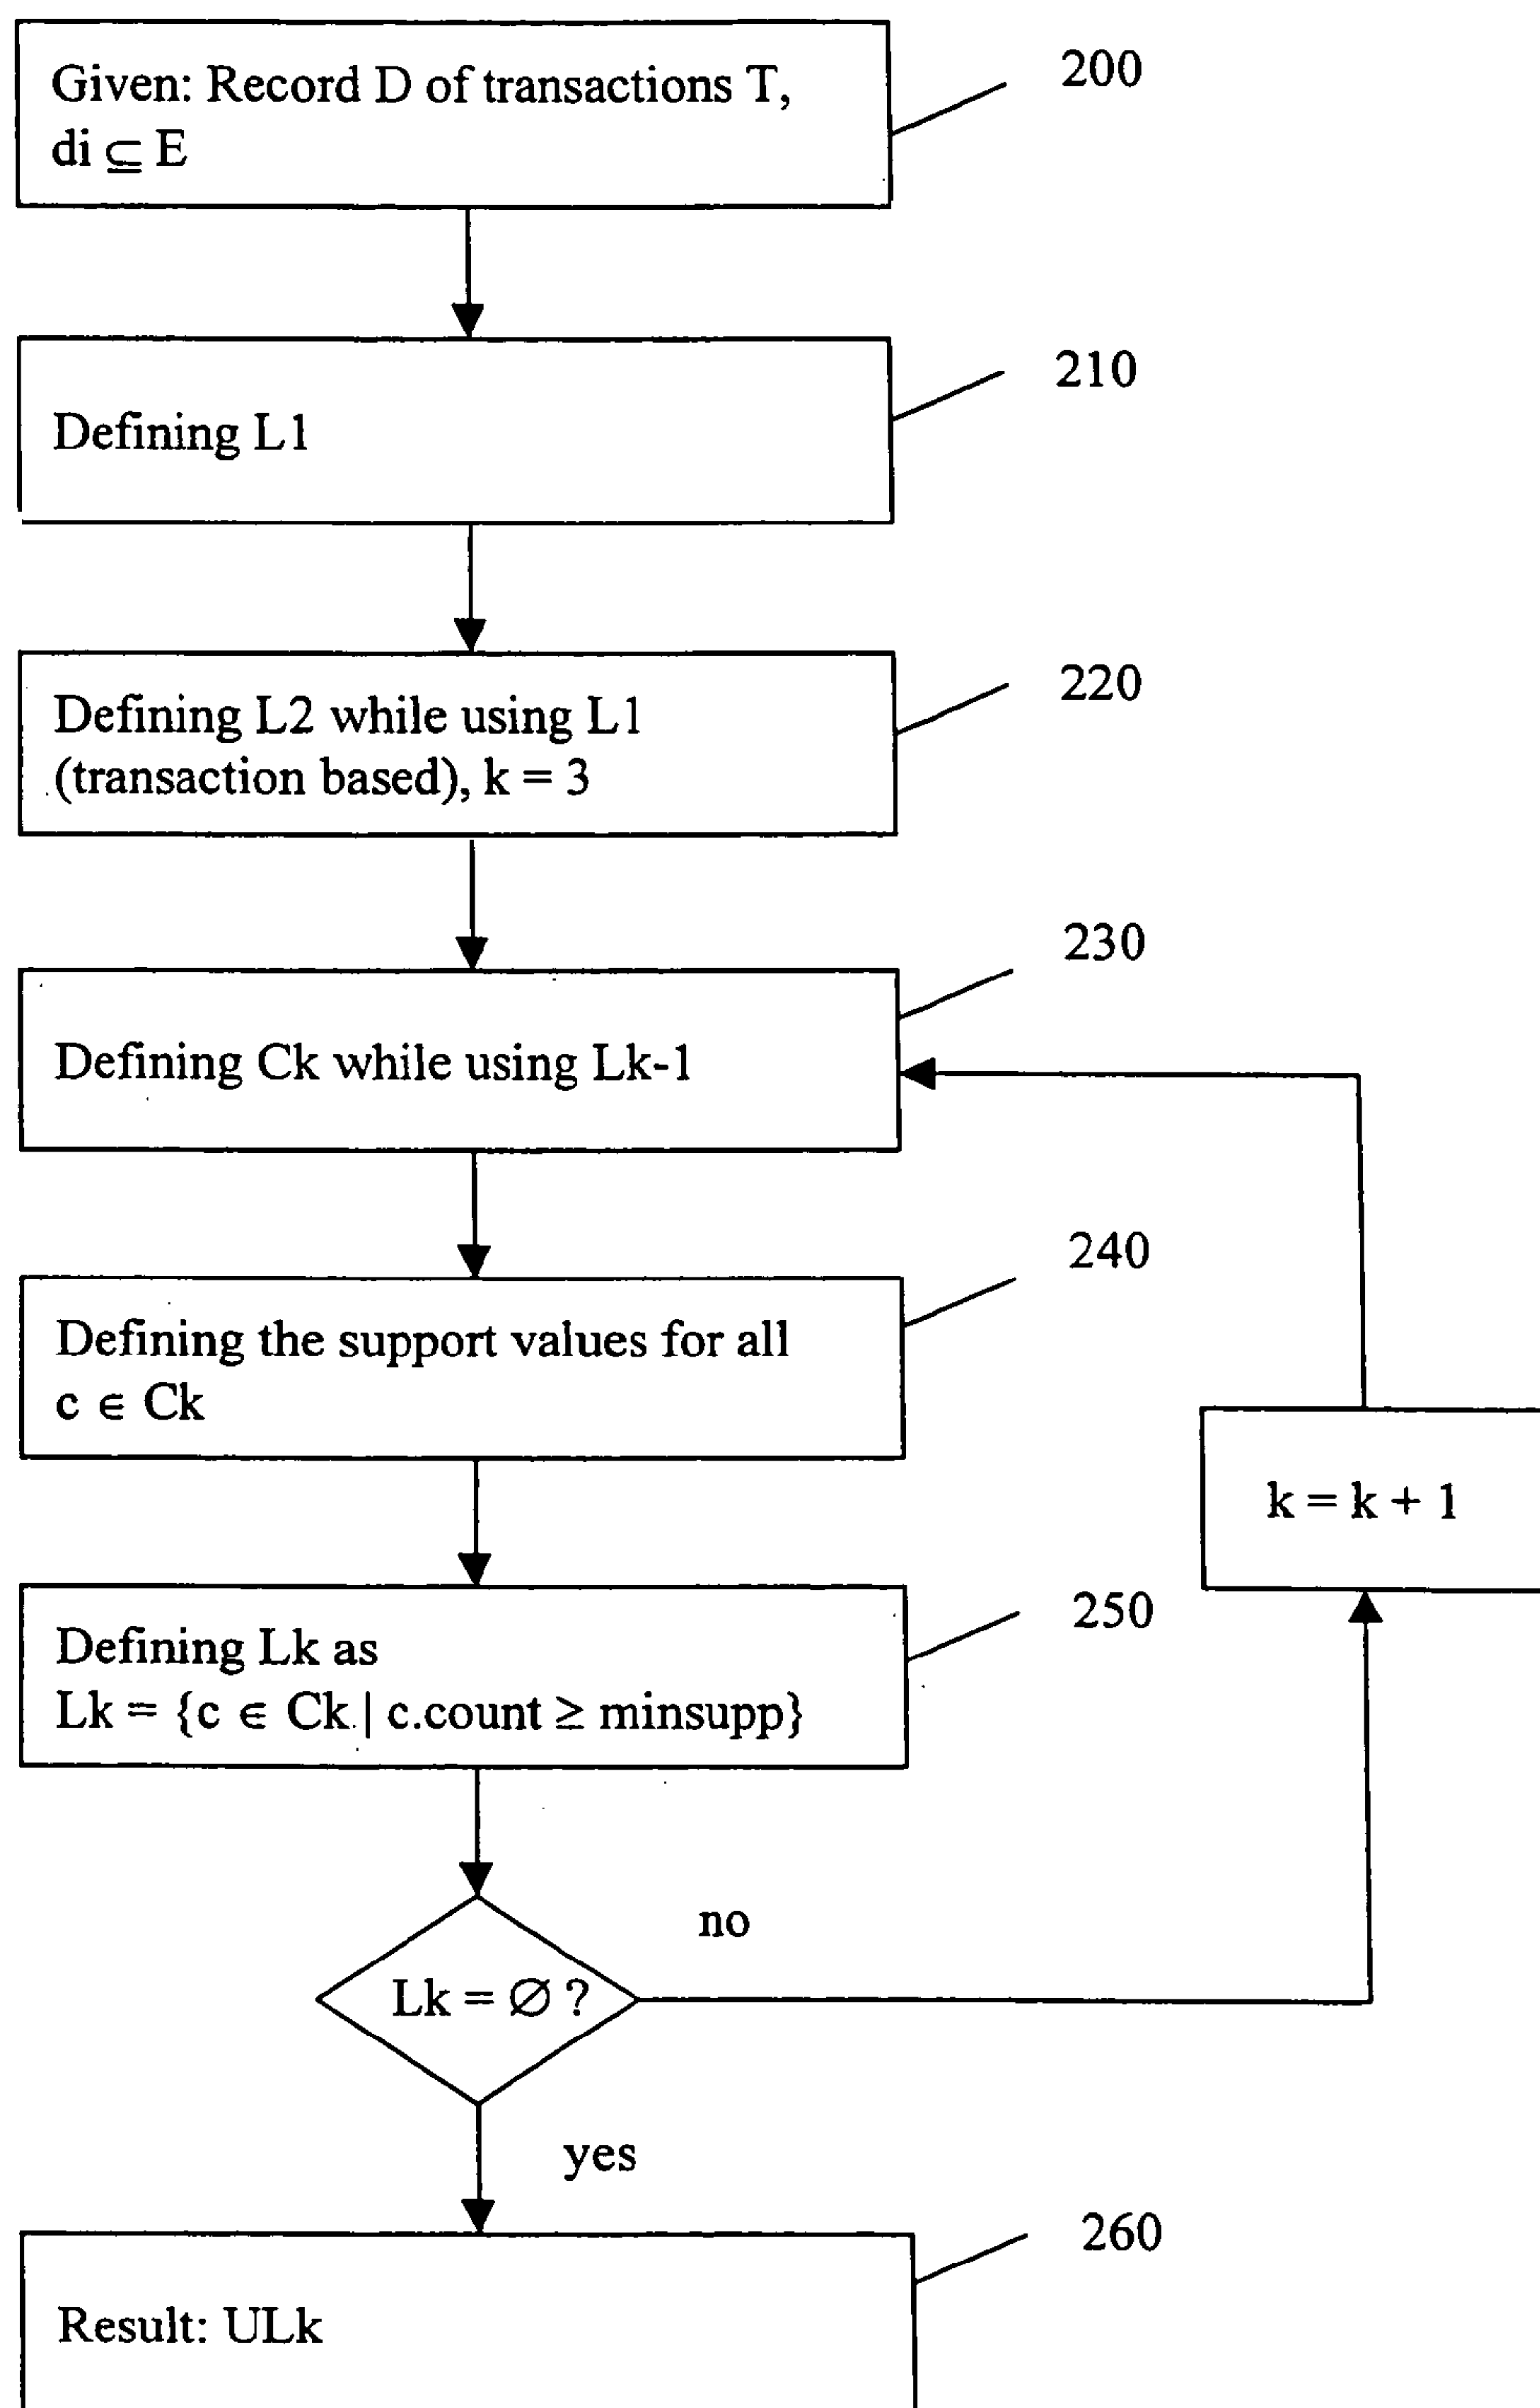 Given: Record D of transactions T,
di ⊆ E
200
Defining L1
210
Defining L2 while using L1
(transaction based), k = 3
220
Defining Ck while using Lk-1
230
Defining the support values for all
c ∈ Ck
240
k = k + 1
Defining Lk as
Lk = {c ∈ Ck | c.count ≥ minsupp}
250
Lk = ∅ ?
no
yes
Result: ULk
260